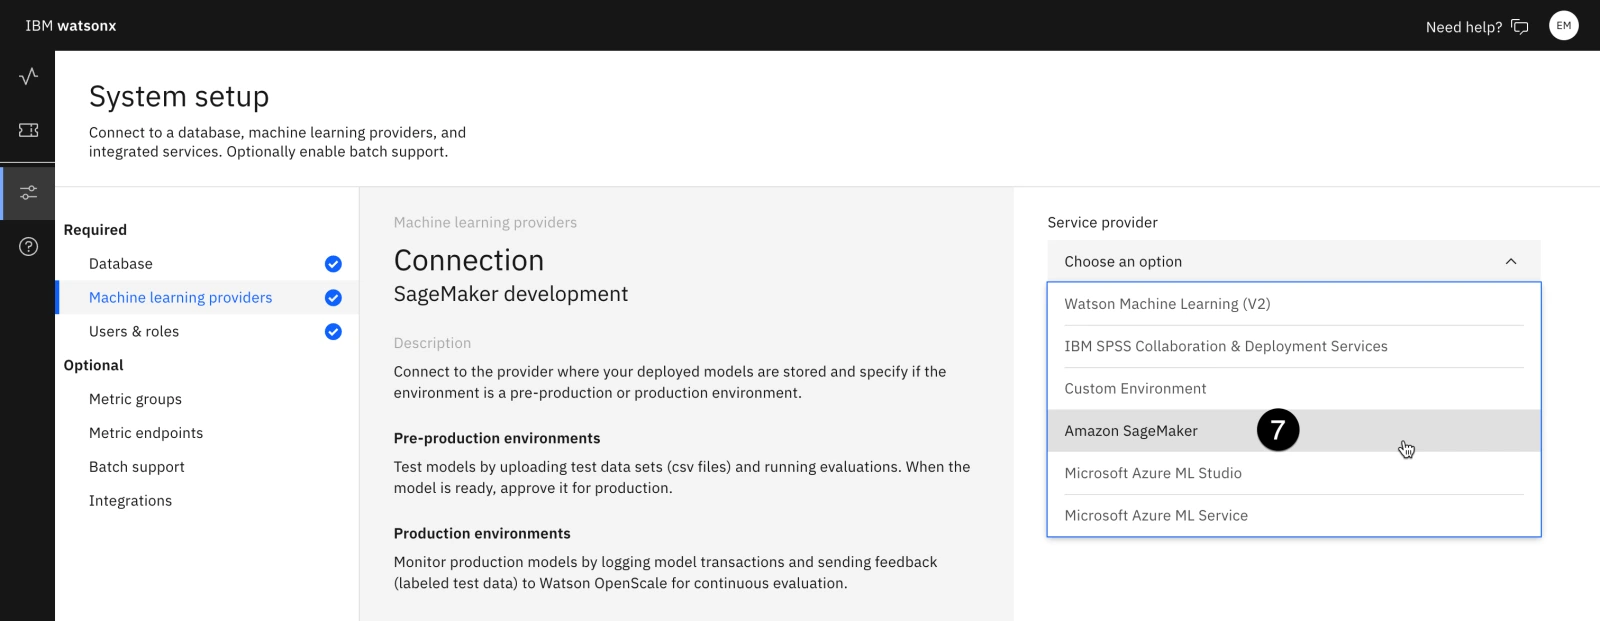 IBM watsonx
Need help?
EM
System setup
Connect to a database, machine learning providers, and
integrated services. Optionally enable batch support.
Required
Database
Machine learning providers
Users & roles
Optional
Metric groups
Metric endpoints
Batch support
Integrations
Machine learning providers
Connection
SageMaker development
Description
Connect to the provider where your deployed models are stored and specify if the
environment is a pre-production or production environment.
Pre-production environments
Test models by uploading test data sets (csv files) and running evaluations. When the
model is ready, approve it for production.
Production environments
Monitor production models by logging model transactions and sending feedback
(labeled test data) to Watson OpenScale for continuous evaluation.
Service provider
Choose an option
Watson Machine Learning (V2)
IBM SPSS Collaboration & Deployment Services
Custom Environment
Amazon SageMaker
7
Microsoft Azure ML Studio
Microsoft Azure ML Service